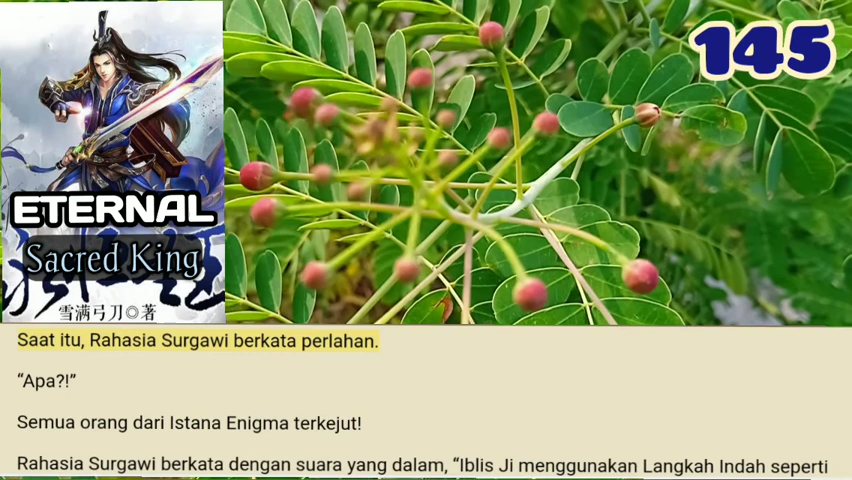 145
ETERNAL
Sacred King
雪满弓刀◎著
Saat itu, Rahasia Surgawi berkata perlahan.
“Apa?!”
Semua orang dari Istana Enigma terkejut!
Rahasia Surgawi berkata dengan suara yang dalam, “Iblis Ji menggunakan Langkah Indah seperti